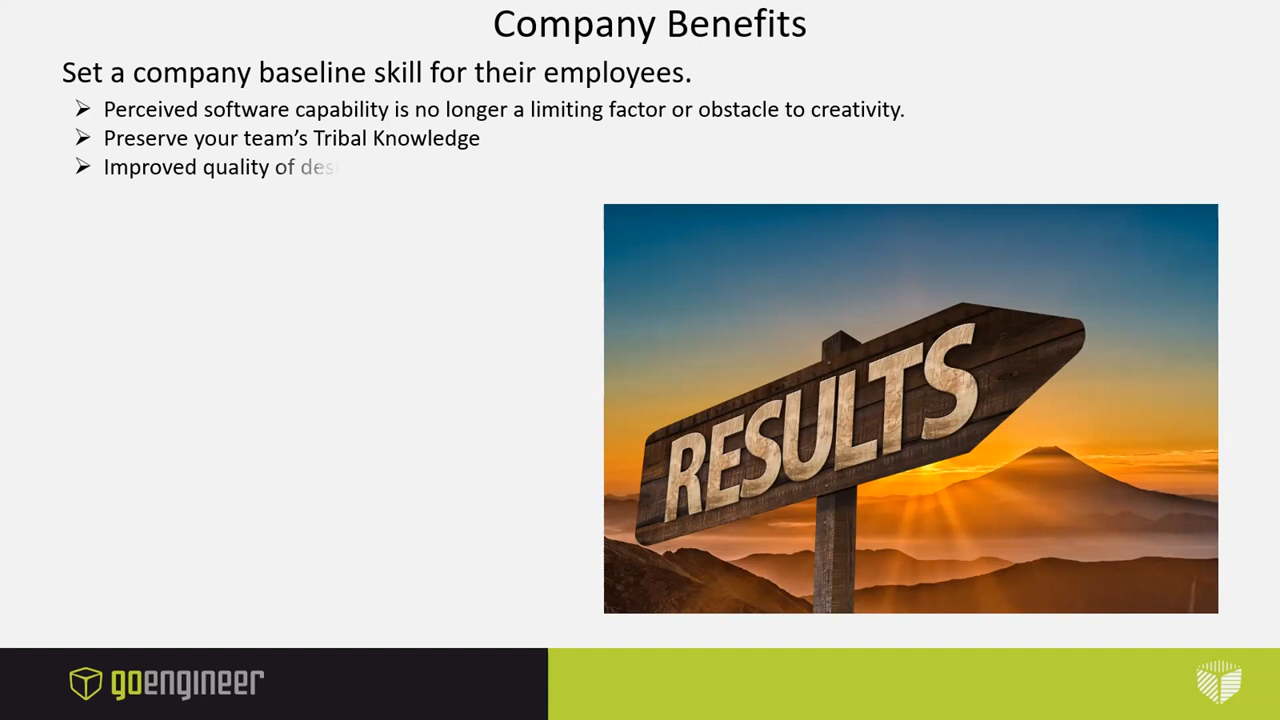 Company Benefits
Set a company baseline skill for their employees.
Perceived software capability is no longer a limiting factor or obstacle to creativity.
Preserve your team’s Tribal Knowledge
Improved quality of
RESULTS
goengineer